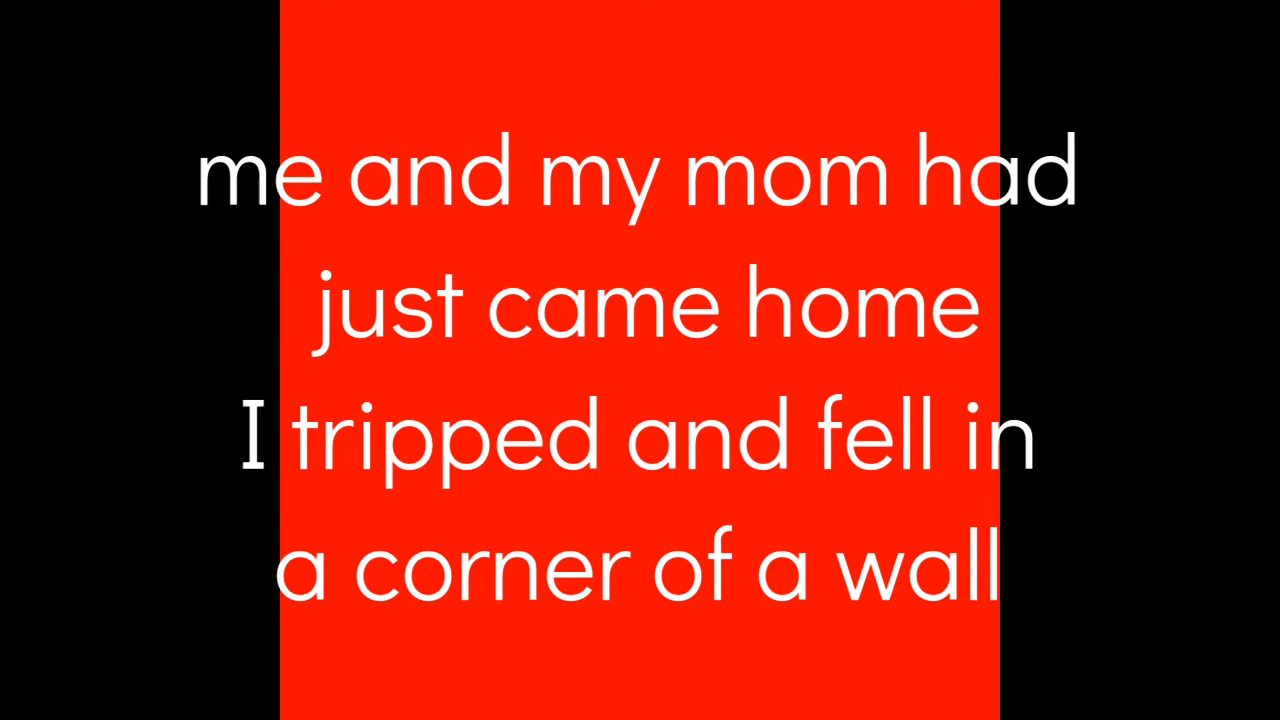 me and my mom had
just came home
I tripped and fell in
a corner of a wall